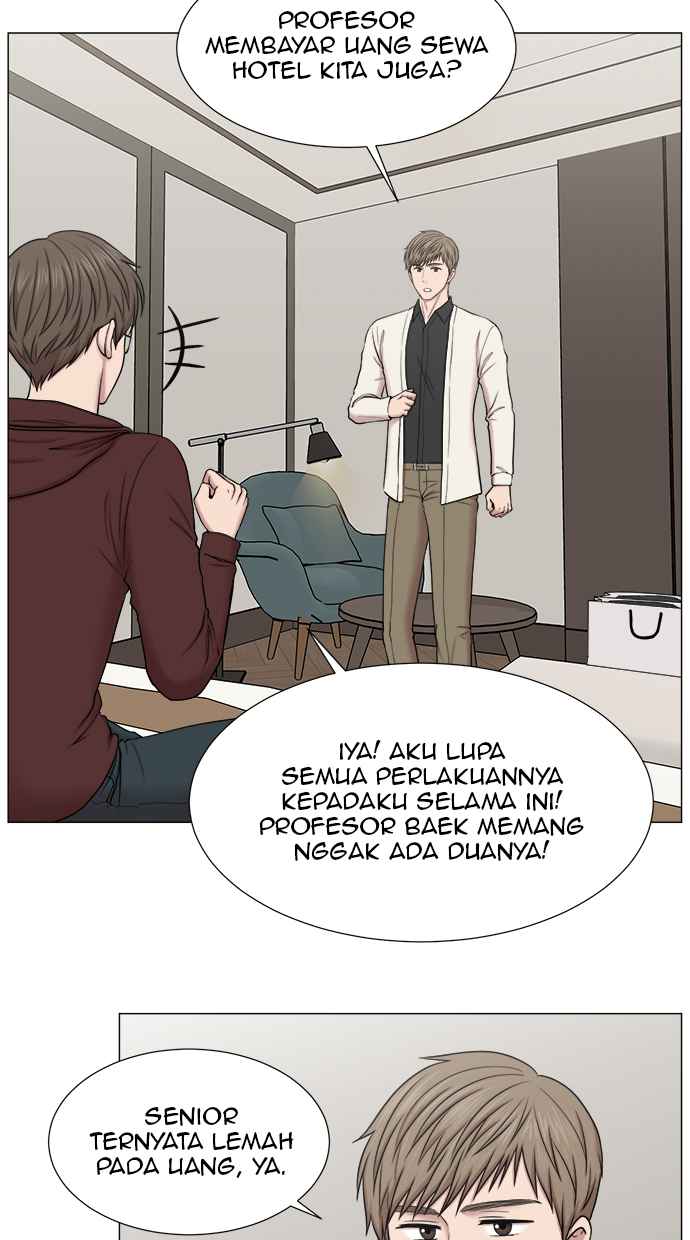 PROFESOR
MEMBAYAR UANG SEWA
HOTEL KITA JUGA?
IYA! AKU LUPA
SEMUA PERLAKUANNYA
KEPADAKU SELAMA INI!
PROFESOR BAEK MEMANG
NGGAK ADA DUANYA!
SENIOR
TERNYATA LEMAH
PADA UANG, YA.